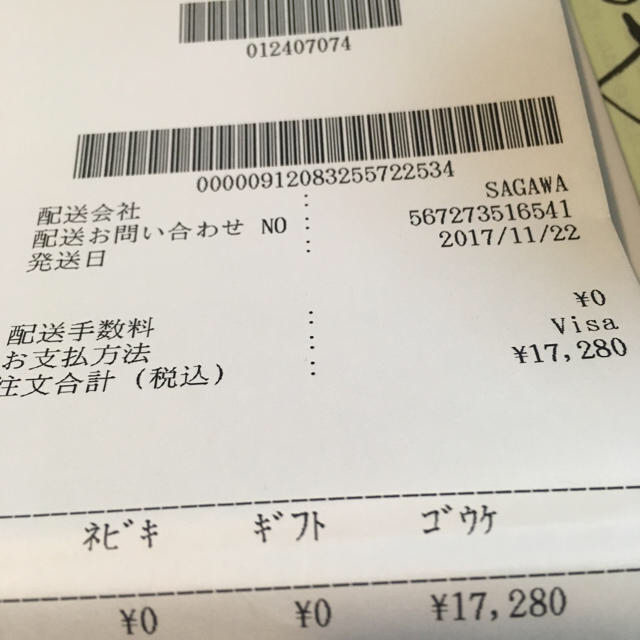 012407074
00000912083255722534
配送会社 : SAGAWA
配送お問い合わせ NO : 567273516541
発送日 : 2017/11/22
配送手数料 : ¥0
お支払方法 : Visa
注文合計 (税込) : ¥17,280
ﾈﾋﾞｷ ｷﾞﾌﾄ ｺﾞｳｹ
¥0 ¥0 ¥17,280